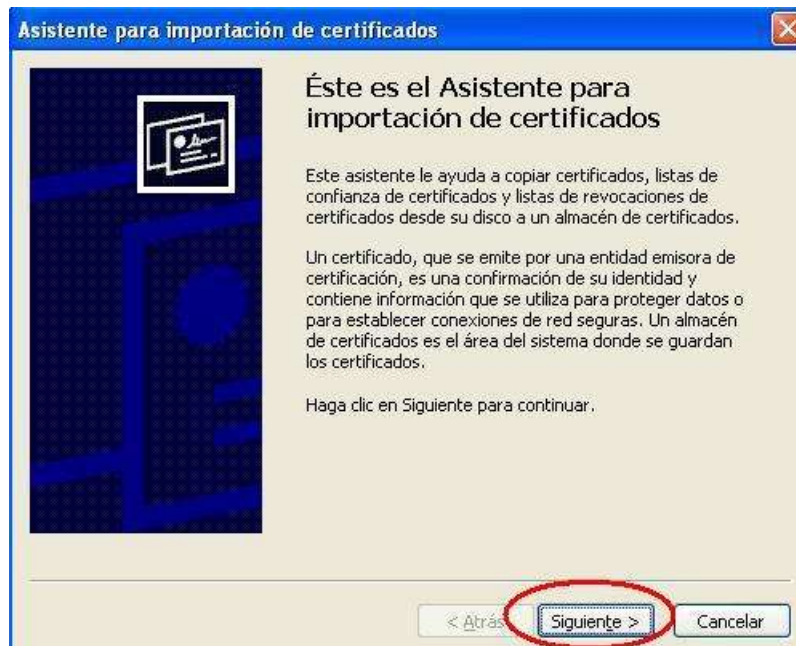 Asistente para importación de certificados
Éste es el Asistente para
importación de certificados
Este asistente le ayuda a copiar certificados, listas de
confianza de certificados y listas de revocaciones de
certificados desde su disco a un almacén de certificados.
Un certificado, que se emite por una entidad emisora de
certificación, es una confirmación de su identidad y
contiene información que se utiliza para proteger datos o
para establecer conexiones de red seguras. Un almacén
de certificados es el área del sistema donde se guardan
los certificados.
Haga clic en Siguiente para continuar.
< Atrás Siguiente > Cancelar